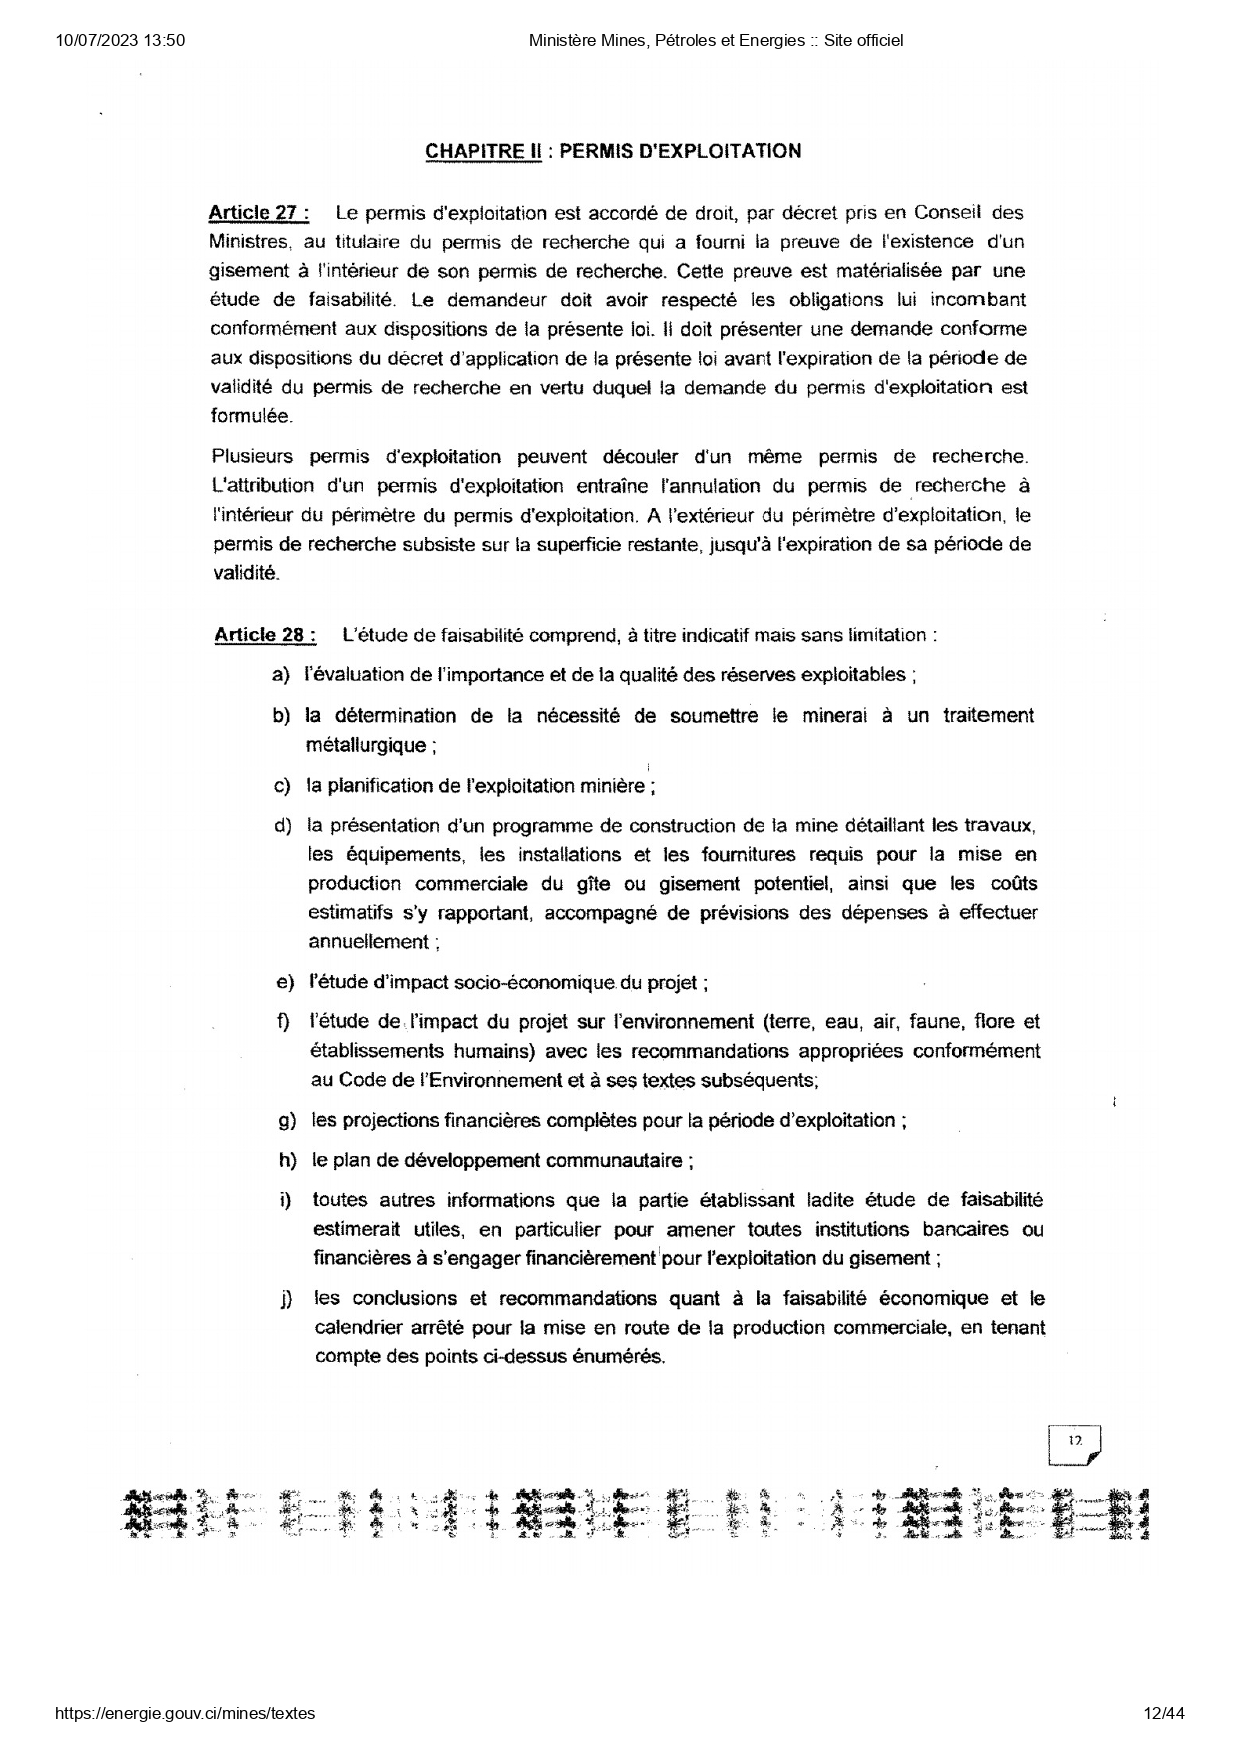 10/07/2023 13:50
Ministère Mines, Pétroles et Energies :: Site officiel
CHAPITRE II : PERMIS D'EXPLOITATION
Article 27 : Le permis d'exploitation est accordé de droit, par décret pris en Conseil des
Ministres, au titulaire du permis de recherche qui a fourni la preuve de l'existence d'un
gisement à l'intérieur de son permis de recherche. Cette preuve est matérialisée par une
étude de faisabilité. Le demandeur doit avoir respecté les obligations lui incombant
conformément aux dispositions de la présente loi. Il doit présenter une demande conforme
aux dispositions du décret d'application de la présente loi avant l'expiration de la période de
validité du permis de recherche en vertu duquel la demande du permis d'exploitation est
formulée.
Plusieurs permis d'exploitation peuvent découler d'un même permis de recherche.
L'attribution d'un permis d'exploitation entraîne l'annulation du permis de recherche à
l'intérieur du périmètre du permis d'exploitation. A l'extérieur du périmètre d'exploitation, le
permis de recherche subsiste sur la superficie restante, jusqu'à l'expiration de sa période de
validité.
Article 28 : L'étude de faisabilité comprend, à titre indicatif mais sans limitation :
a) l'évaluation de l'importance et de la qualité des réserves exploitables ;
b) la détermination de la nécessité de soumettre le minerai à un traitement
métallurgique ;
c) la planification de l'exploitation minière ;
d) la présentation d'un programme de construction de la mine détaillant les travaux,
les équipements, les installations et les fournitures requis pour la mise en
production commerciale du gîte ou gisement potentiel, ainsi que les coûts
estimatifs s'y rapportant, accompagné de prévisions des dépenses à effectuer
annuellement ;
e) l'étude d'impact socio-économique du projet ;
f) l'étude de l'impact du projet sur l'environnement (terre, eau, air, faune, flore et
établissements humains) avec les recommandations appropriées conformément
au Code de l'Environnement et à ses textes subséquents;
g) les projections financières complètes pour la période d'exploitation ;
h) le plan de développement communautaire ;
i) toutes autres informations que la partie établissant ladite étude de faisabilité
estimerait utiles, en particulier pour amener toutes institutions bancaires ou
financières à s'engager financièrement pour l'exploitation du gisement ;
j) les conclusions et recommandations quant à la faisabilité économique et le
calendrier arrêté pour la mise en route de la production commerciale, en tenant
compte des points ci-dessus énumérés.
12
https://energie.gouv.ci/mines/textes
12/44